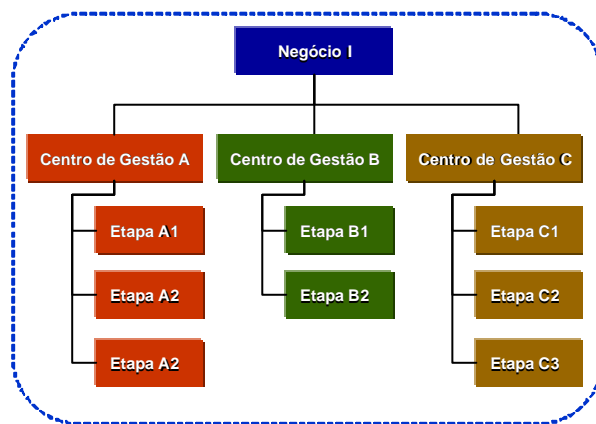 Negócio I
Centro de Gestão A
Centro de Gestão B
Centro de Gestão C
Etapa A1
Etapa B1
Etapa C1
Etapa A2
Etapa B2
Etapa C2
Etapa A2
Etapa C3